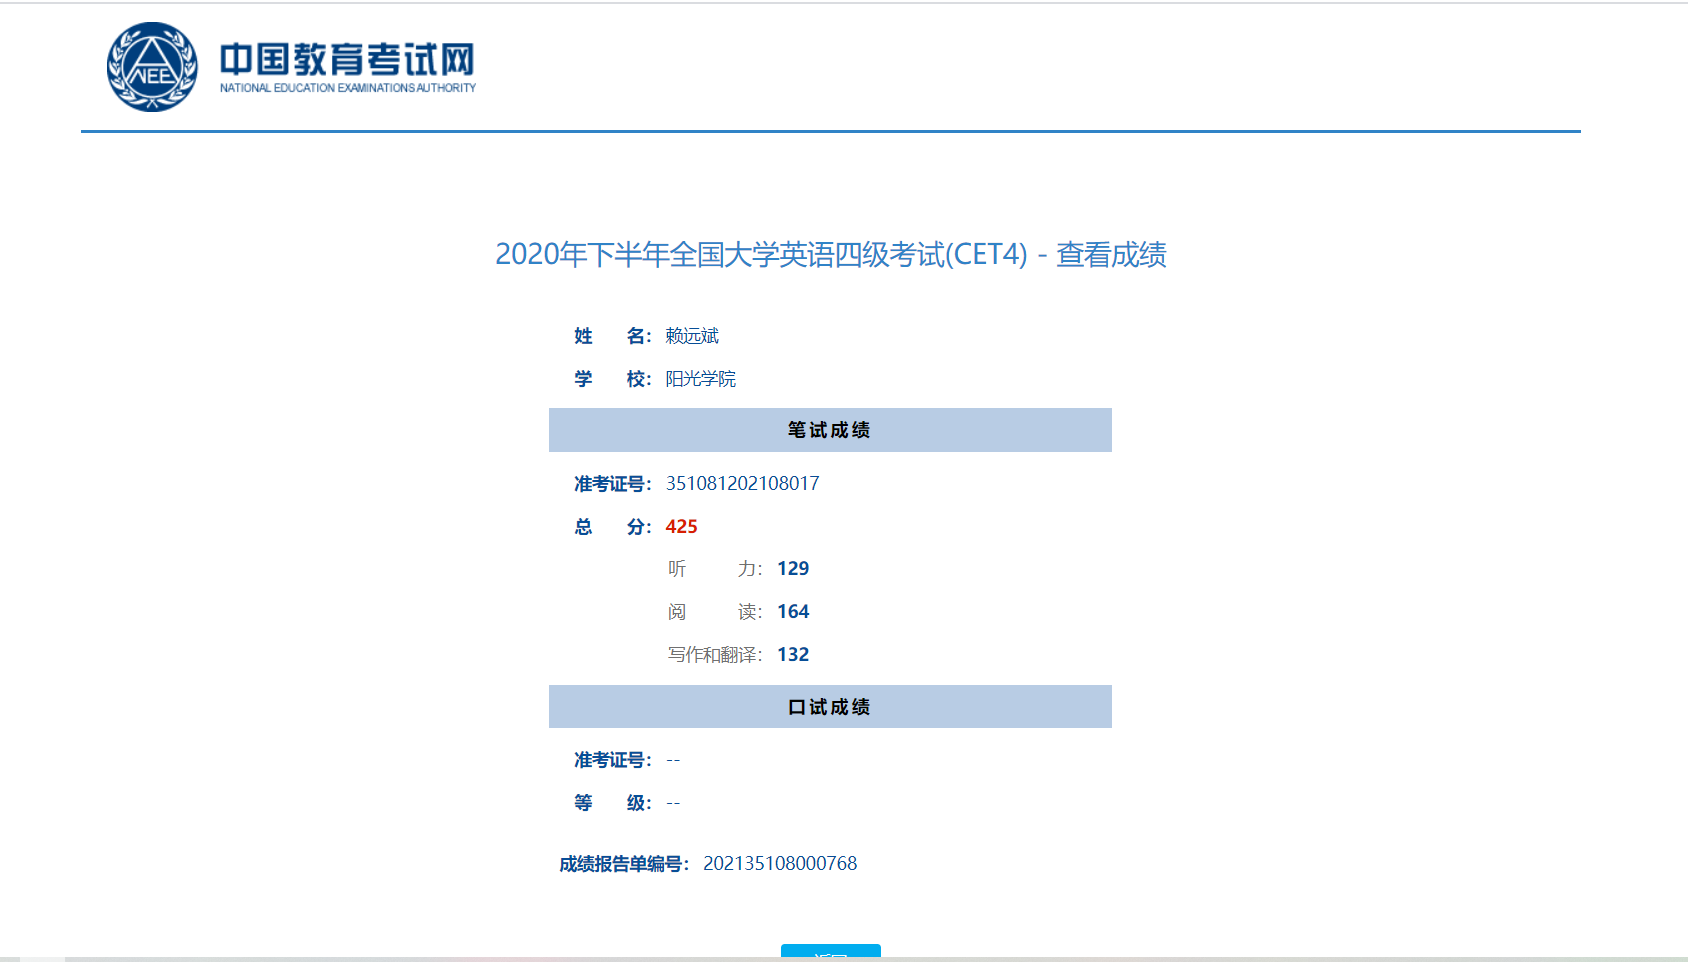 NEE
中国教育考试网
NATIONAL EDUCATION EXAMINATIONS AUTHORITY
2020年下半年全国大学英语四级考试(CET4) - 查看成绩
姓 名： 赖远斌
学 校： 阳光学院
笔试成绩
准考证号： 351081202108017
总 分： 425
听 力： 129
阅 读： 164
写作和翻译： 132
口试成绩
准考证号： --
等 级： --
成绩报告单编号： 202135108000768